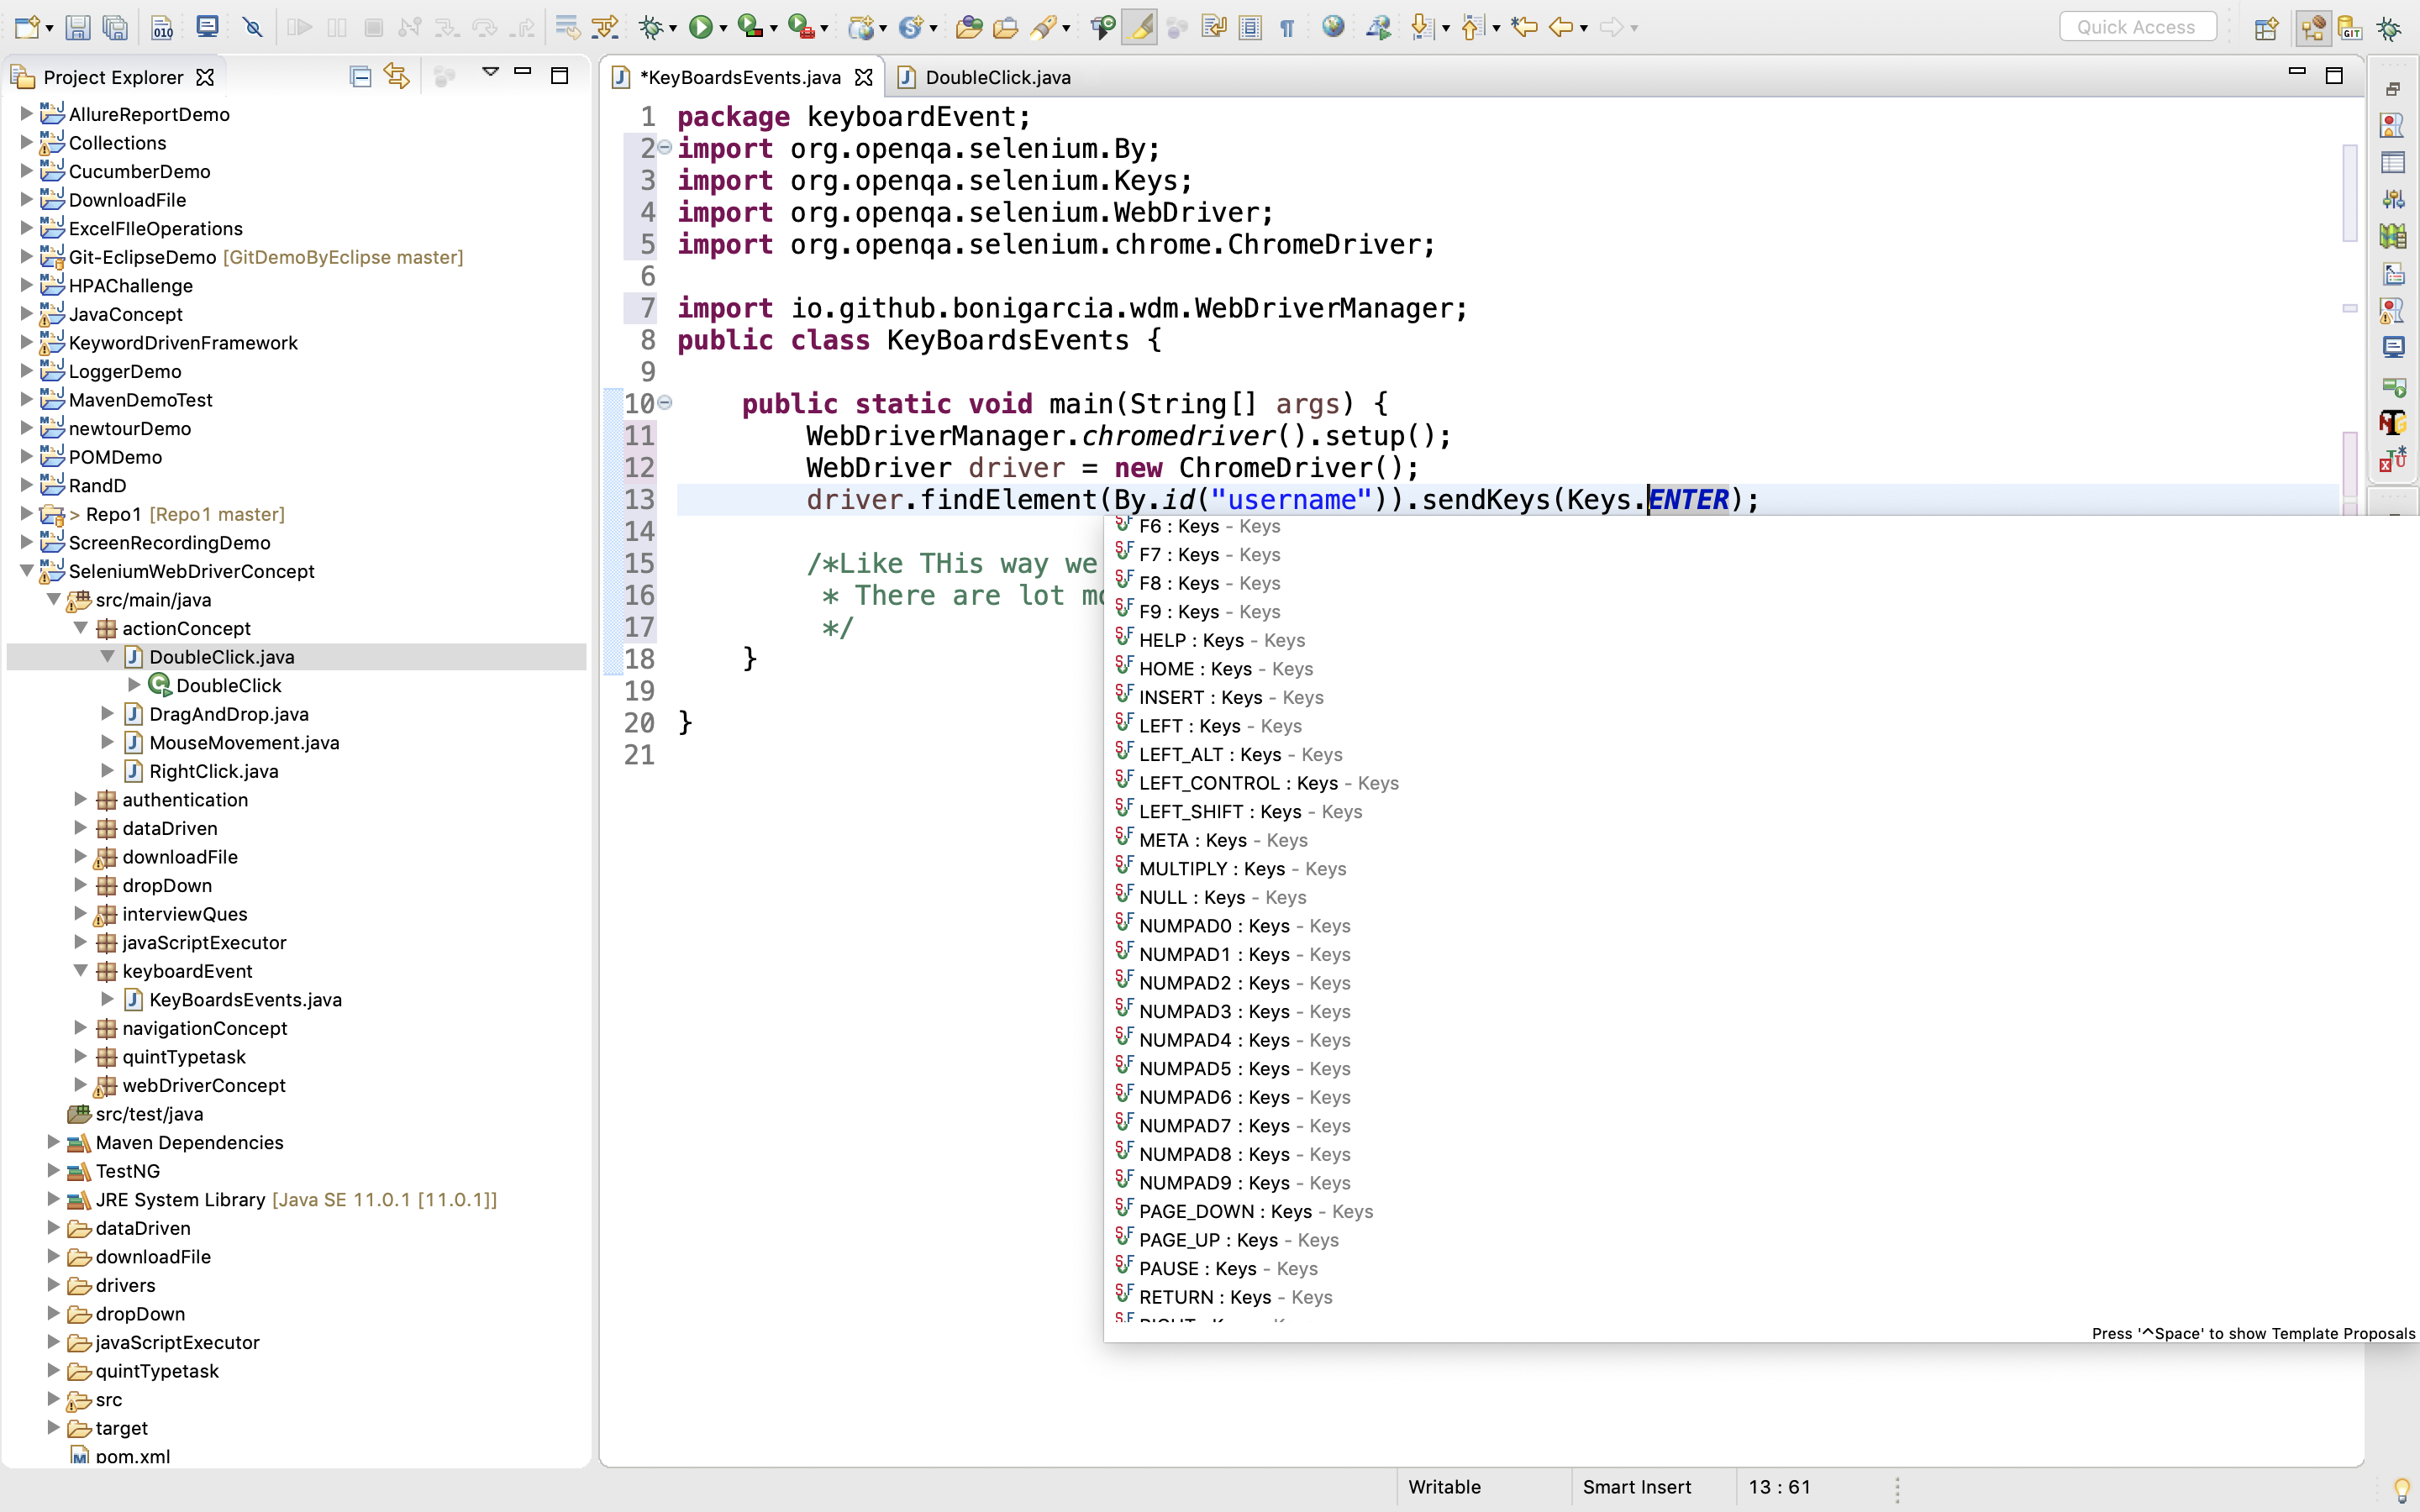 Quick Access
Project Explorer
AllureReportDemo
Collections
CucumberDemo
DownloadFile
ExcelFIleOperations
Git-EclipseDemo [GitDemoByEclipse master]
HPAChallenge
JavaConcept
KeywordDrivenFramework
LoggerDemo
MavenDemoTest
newtourDemo
POMDemo
RandD
> Repo1 [Repo1 master]
ScreenRecordingDemo
SeleniumWebDriverConcept
src/main/java
actionConcept
DoubleClick.java
DoubleClick
DragAndDrop.java
MouseMovement.java
RightClick.java
authentication
dataDriven
downloadFile
dropDown
interviewQues
javaScriptExecutor
keyboardEvent
KeyBoardsEvents.java
navigationConcept
quintTypetask
webDriverConcept
src/test/java
Maven Dependencies
TestNG
JRE System Library [Java SE 11.0.1 [11.0.1]]
dataDriven
downloadFile
drivers
dropDown
javaScriptExecutor
quintTypetask
src
target
pom.xml
*KeyBoardsEvents.java
DoubleClick.java
1 package keyboardEvent;
2 import org.openqa.selenium.By;
3 import org.openqa.selenium.Keys;
4 import org.openqa.selenium.WebDriver;
5 import org.openqa.selenium.chrome.ChromeDriver;
6
7 import io.github.bonigarcia.wdm.WebDriverManager;
8 public class KeyBoardsEvents {
9
10 public static void main(String[] args) {
11 WebDriverManager.chromedriver().setup();
12 WebDriver driver = new ChromeDriver();
13 driver.findElement(By.id("username")).sendKeys(Keys.ENTER);
14
15 /*Like THis way we
16 * There are lot
17 */
18 }
19
20 }
21
F6 : Keys - Keys
F7 : Keys - Keys
F8 : Keys - Keys
F9 : Keys - Keys
HELP : Keys - Keys
HOME : Keys - Keys
INSERT : Keys - Keys
LEFT : Keys - Keys
LEFT_ALT : Keys - Keys
LEFT_CONTROL : Keys - Keys
LEFT_SHIFT : Keys - Keys
META : Keys - Keys
MULTIPLY : Keys - Keys
NULL : Keys - Keys
NUMPAD0 : Keys - Keys
NUMPAD1 : Keys - Keys
NUMPAD2 : Keys - Keys
NUMPAD3 : Keys - Keys
NUMPAD4 : Keys - Keys
NUMPAD5 : Keys - Keys
NUMPAD6 : Keys - Keys
NUMPAD7 : Keys - Keys
NUMPAD8 : Keys - Keys
NUMPAD9 : Keys - Keys
PAGE_DOWN : Keys - Keys
PAGE_UP : Keys - Keys
PAUSE : Keys - Keys
RETURN : Keys - Keys
Press '^Space' to show Template Proposals
Writable
Smart Insert
13 : 61